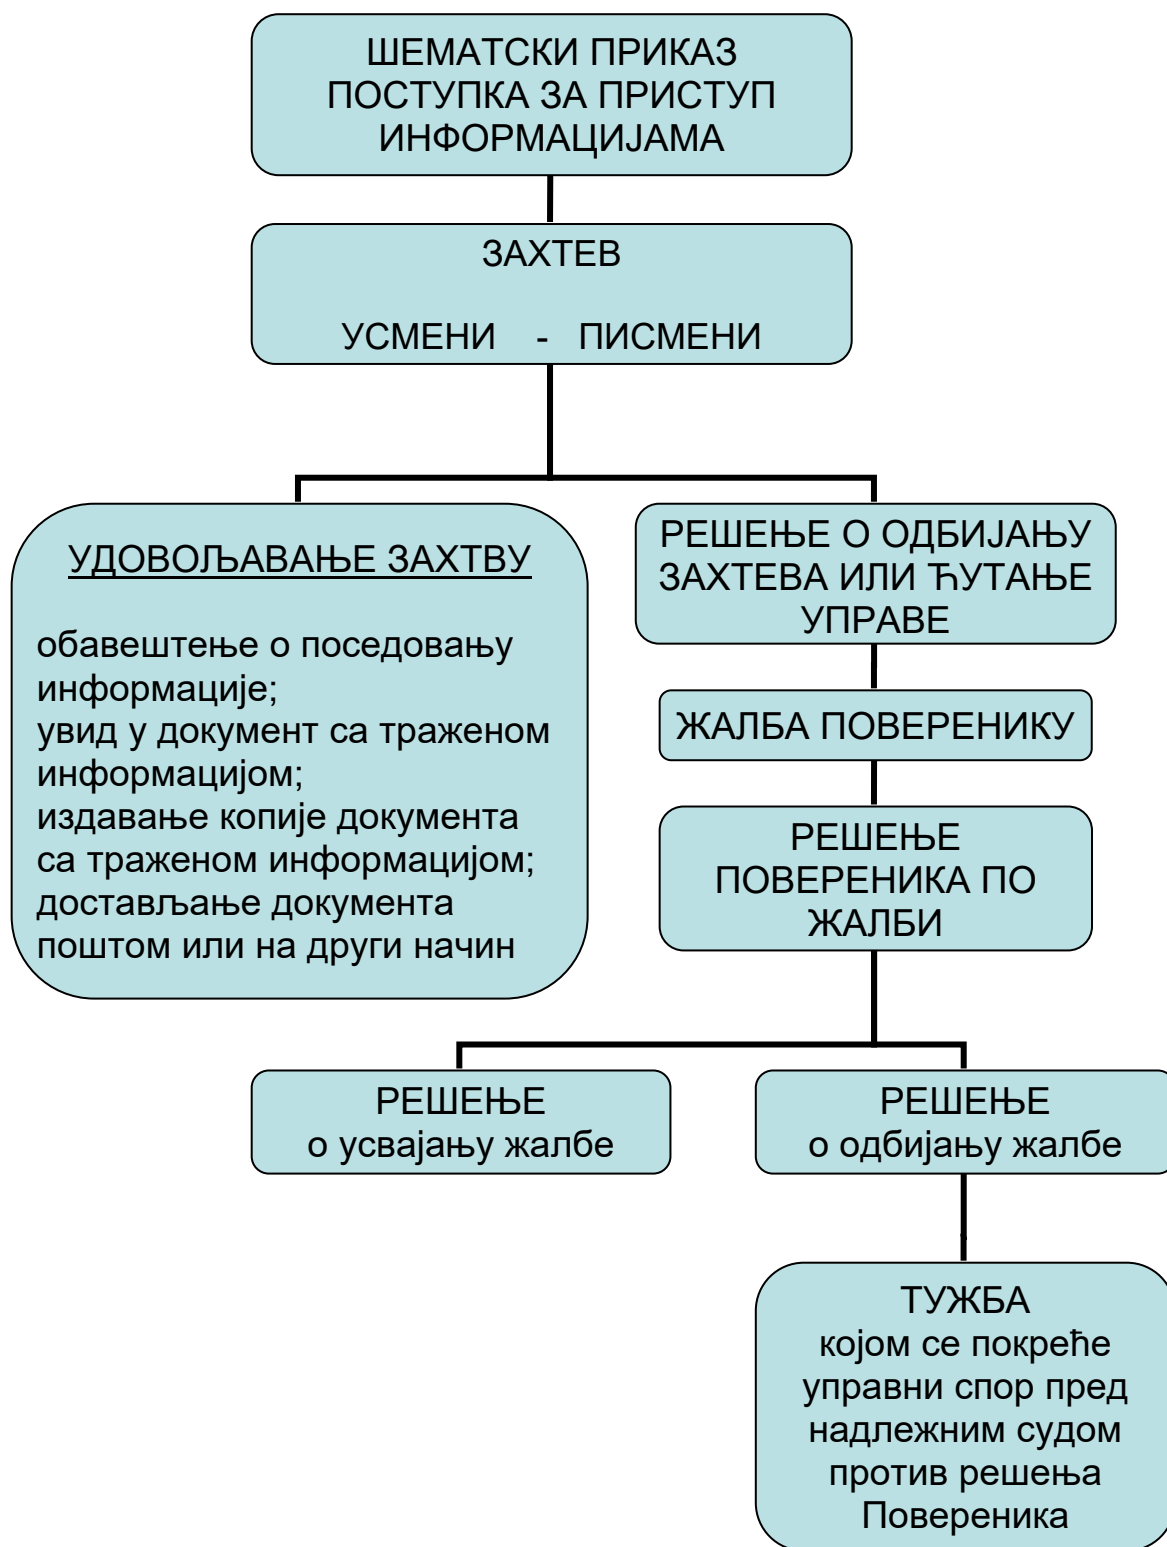 ШЕМАТСКИ ПРИКАЗ
ПОСТУПКА ЗА ПРИСТУП
ИНФОРМАЦИЈАМА
ЗАХТЕВ
УСМЕНИ - ПИСМЕНИ
УДОВОЉАВАЊЕ ЗАХТВУ
обавештење о поседовању
информације;
увид у документ са траженом
информацијом;
издавање копије документа
са траженом информацијом;
достављање документа
поштом или на други начин
РЕШЕЊЕ О ОДБИЈАЊУ
ЗАХТЕВА ИЛИ ЋУТАЊЕ
УПРАВЕ
ЖАЛБА ПОВЕРЕНИКУ
РЕШЕЊЕ
ПОВЕРЕНИКА ПО
ЖАЛБИ
РЕШЕЊЕ
о усвајању жалбе
РЕШЕЊЕ
о одбијању жалбе
ТУЖБА
којом се покреће
управни спор пред
надлежним судом
против решења
Повереника